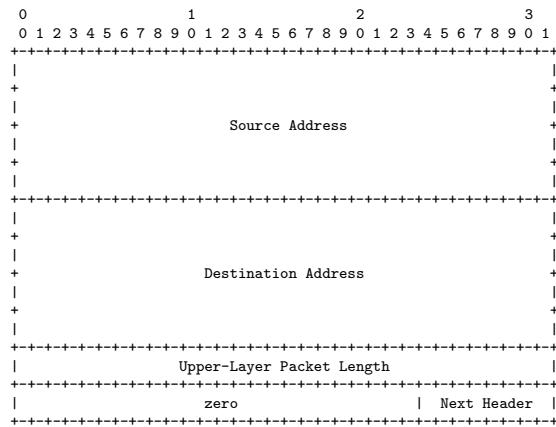 0                   1                   2                   3
0 1 2 3 4 5 6 7 8 9 0 1 2 3 4 5 6 7 8 9 0 1 2 3 4 5 6 7 8 9 0 1
+-+-+-+-+-+-+-+-+-+-+-+-+-+-+-+-+-+-+-+-+-+-+-+-+-+-+-+-+-+-+-+-+
|                                                               |
+                                                               +
|                                                               |
+                         Source Address                        +
|                                                               |
+                                                               +
|                                                               |
+-+-+-+-+-+-+-+-+-+-+-+-+-+-+-+-+-+-+-+-+-+-+-+-+-+-+-+-+-+-+-+-+
|                                                               |
+                                                               +
|                                                               |
+                      Destination Address                      +
|                                                               |
+                                                               +
|                                                               |
+-+-+-+-+-+-+-+-+-+-+-+-+-+-+-+-+-+-+-+-+-+-+-+-+-+-+-+-+-+-+-+-+
|                   Upper-Layer Packet Length                   |
+-+-+-+-+-+-+-+-+-+-+-+-+-+-+-+-+-+-+-+-+-+-+-+-+-+-+-+-+-+-+-+-+
|                      zero                     |  Next Header  |
+-+-+-+-+-+-+-+-+-+-+-+-+-+-+-+-+-+-+-+-+-+-+-+-+-+-+-+-+-+-+-+-+